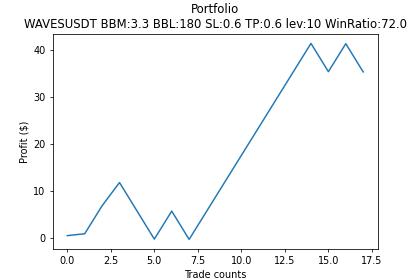 Portfolio
WAVESUSDT BBM:3.3 BBL:180 SL:0.6 TP:0.6 lev:10 WinRatio:72.0
40
30
20
10
0
Profit ($)
0.0 2.5 5.0 7.5 10.0 12.5 15.0 17.5
Trade counts